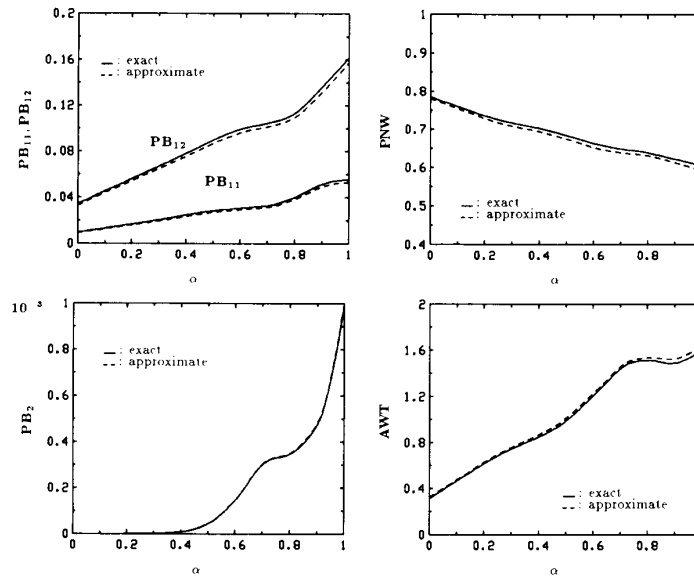 0.2
0.16
0.12
0.08
0.04
0
PB11, PB12
: exact
: approximate
PB12
PB11
0 0.2 0.4 0.6 0.8 1
α
1
0.9
0.8
0.7
0.6
0.5
0.4
PNW
: exact
: approximate
0 0.2 0.4 0.6 0.8
α
10 3
1
0.8
0.6
0.4
0.2
0
PB2
: exact
: approximate
0 0.2 0.4 0.6 0.8 1
α
2
1.6
1.2
0.8
0.4
0
AWT
: exact
: approximate
0 0.2 0.4 0.6 0.8
α